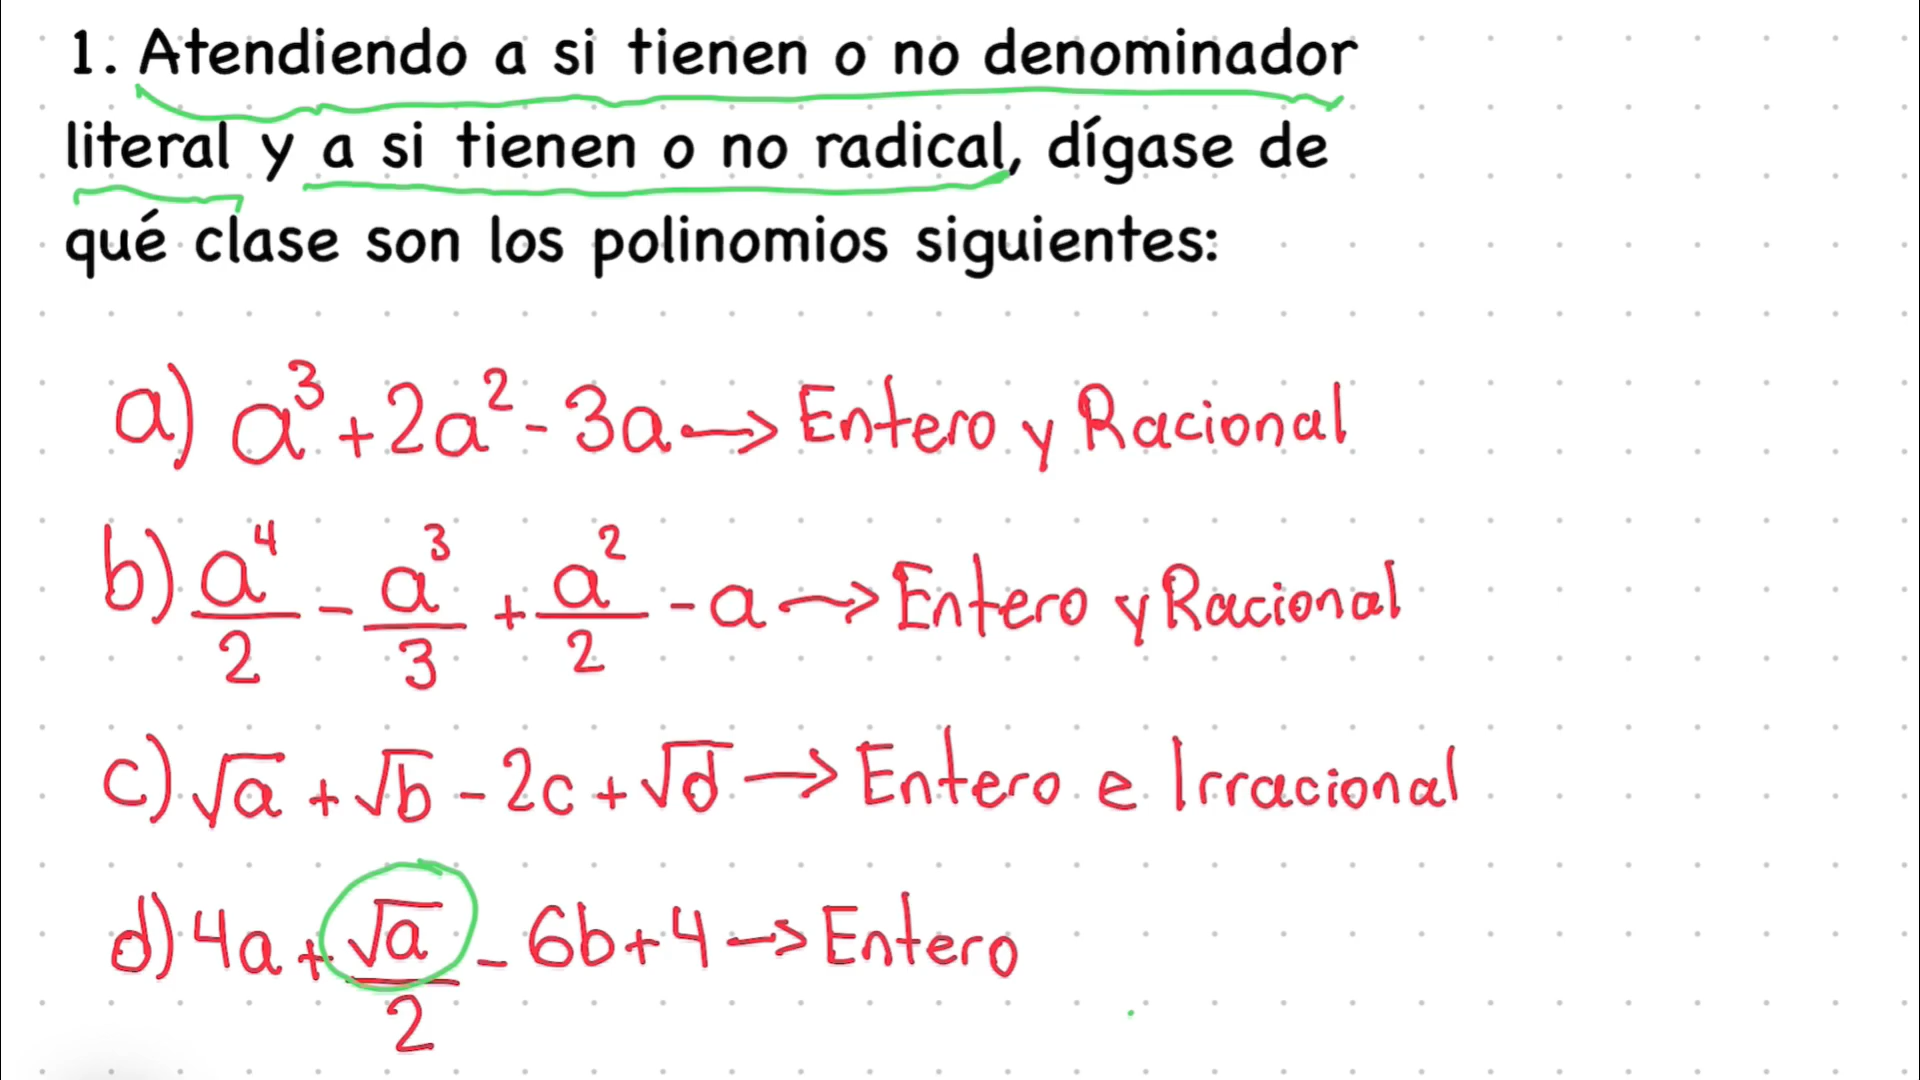 1. Atendiendo a si tienen o no denominador
literal y a si tienen o no radical, dígase de
qué clase son los polinomios siguientes:
a) a³ + 2a² - 3a → Entero y Racional
b) a⁴/2 - a³/3 + a²/2 - a → Entero y Racional
c) √a + √b - 2c + √d → Entero e Irracional
d) 4a + √a/2 - 6b + 4 → Entero